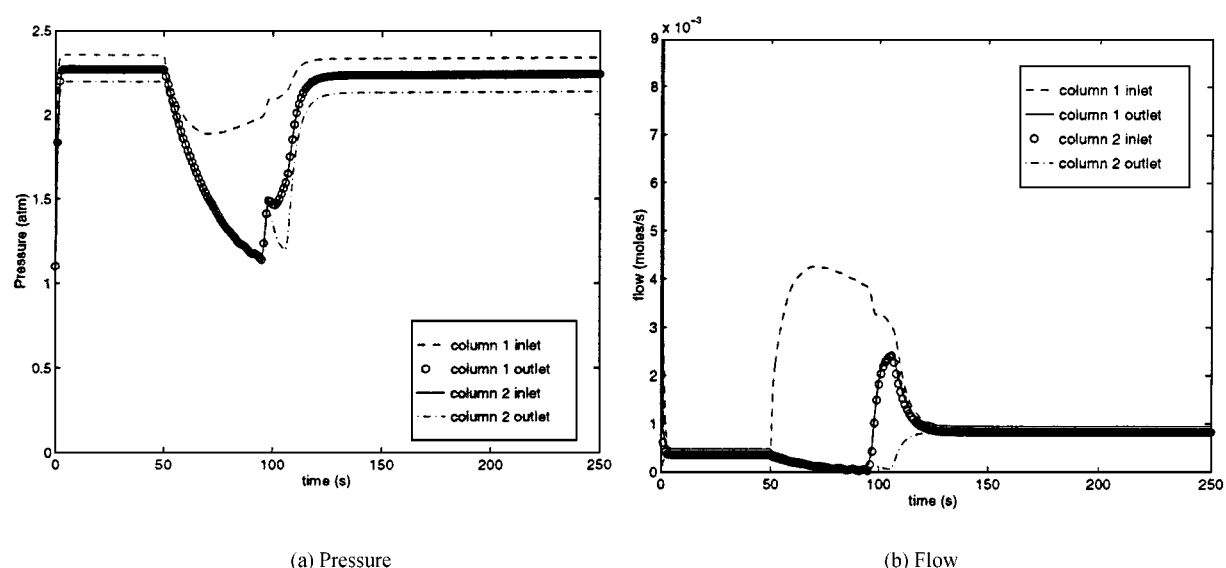 2.5
2
1.5
1
0.5
0
Pressure (atm)
column 1 inlet
column 1 outlet
column 2 inlet
column 2 outlet
0 50 100 150 200 250
time (s)
(a) Pressure
x 10⁻³
9
8
7
6
5
4
3
2
1
0
flow (moles/s)
column 1 inlet
column 1 outlet
column 2 inlet
column 2 outlet
0 50 100 150 200 250
time (s)
(b) Flow